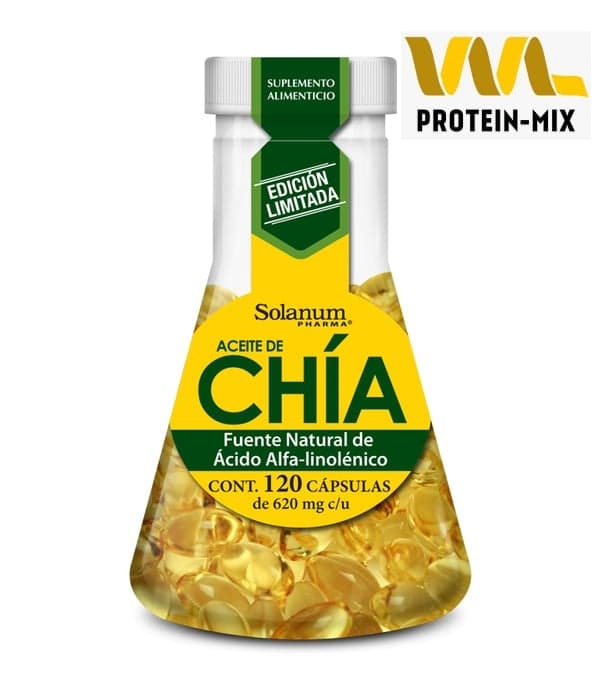 SUPLEMENTO
ALIMENTICIO
PROTEIN-MIX
EDICIÓN
LIMITADA
Solanum
PHARMA®
ACEITE DE
CHÍA
Fuente Natural de
Ácido Alfa-linolénico
CONT. 120 CÁPSULAS
de 620 mg c/u